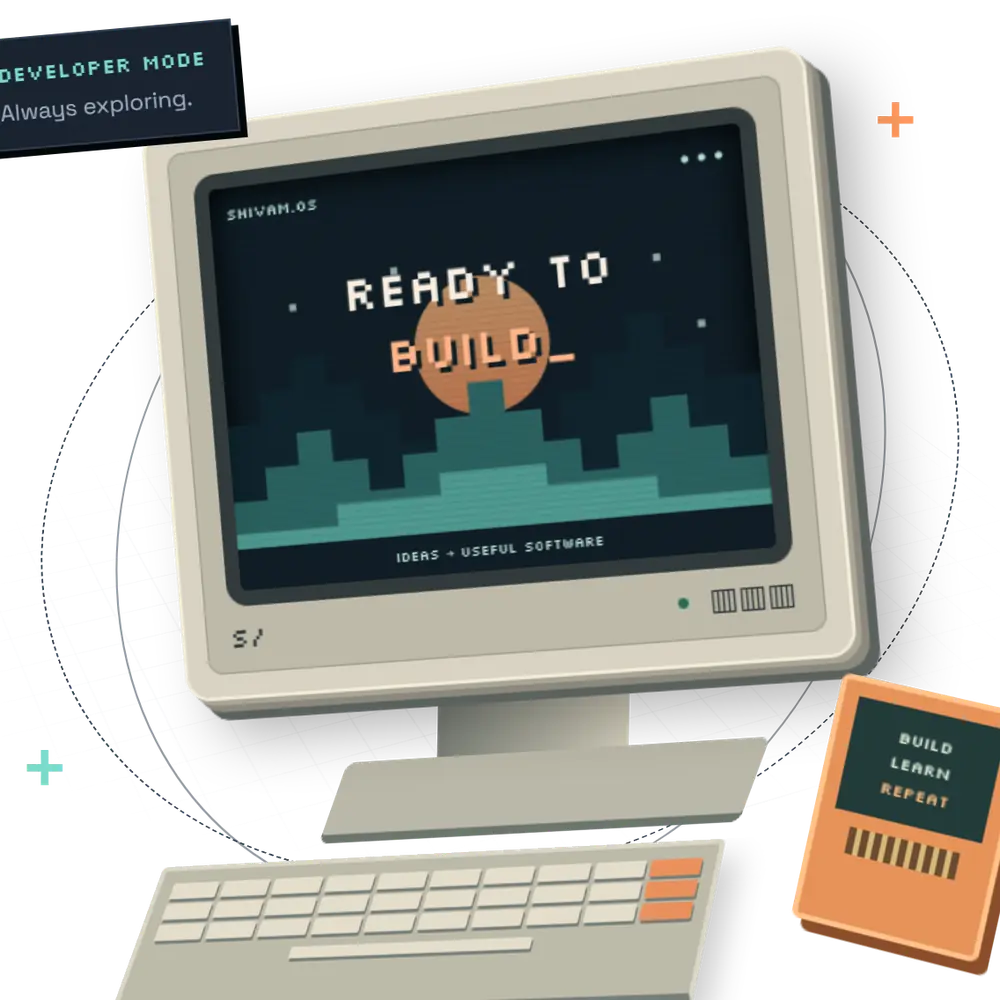 DEVELOPER MODE
Always exploring.
SHIVAM.OS
READY TO
BUILD_
IDEAS → USEFUL SOFTWARE
S/
BUILD
LEARN
REPEAT